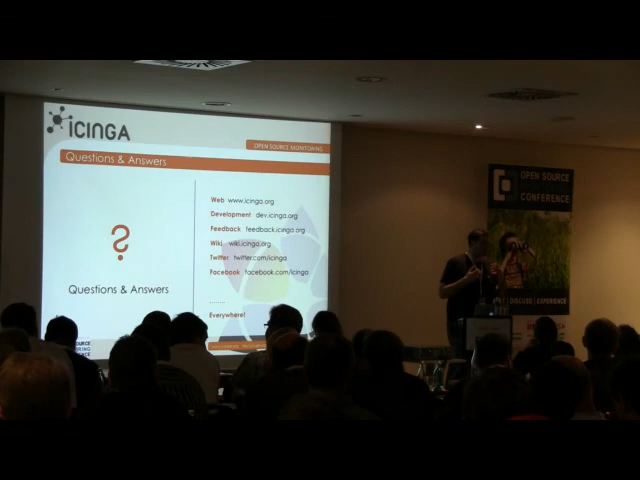 ICINGA
OPEN SOURCE MONITORING
Questions & Answers
Web www.icinga.org
Development dev.icinga.org
Feedback feedback.icinga.org
Wiki wiki.icinga.org
Twitter twitter.com/icinga
Facebook facebook.com/icinga
........
Everywhere!
?
Questions & Answers
OPEN SOURCE
CONFERENCE
DISCUSS | EXPERIENCE